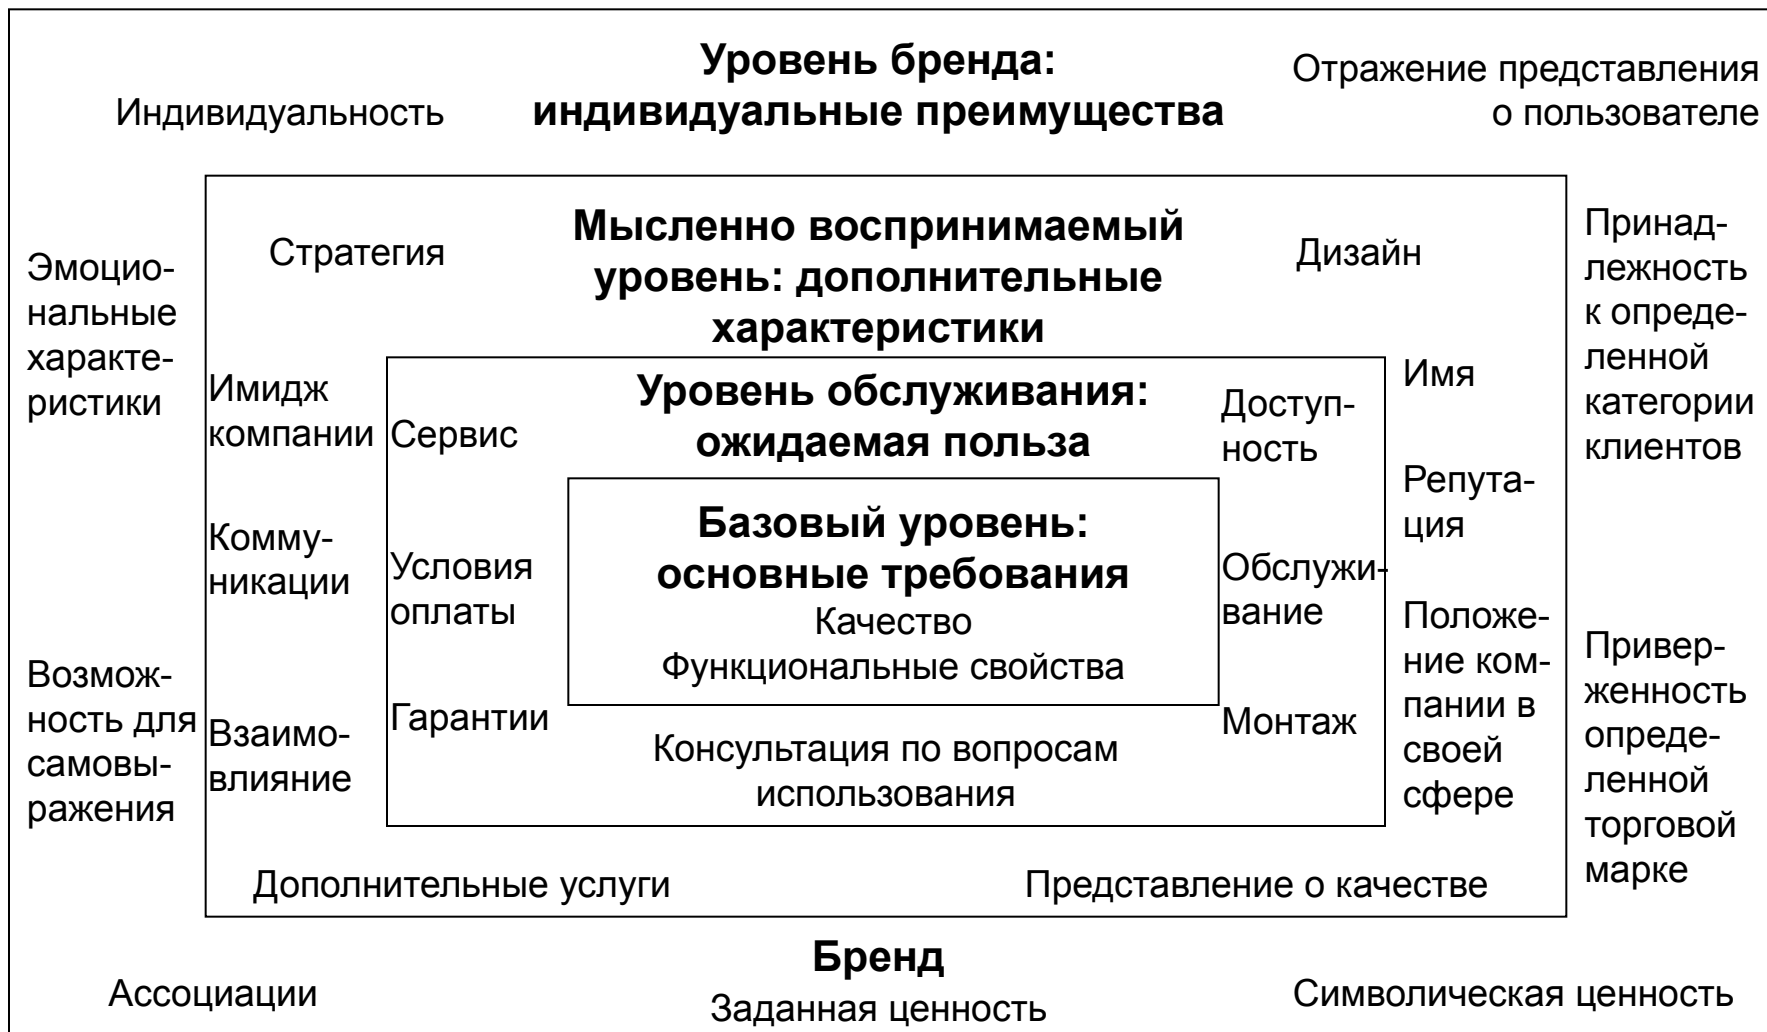 Уровень бренда:
индивидуальные преимущества
Индивидуальность
Отражение представления
о пользователе
Эмоцио-
нальные
характе-
ристики
Возмож-
ность для
самовы-
ражения
Принад-
лежность
к опреде-
ленной
категории
клиентов
Привер-
женность
опреде-
ленной
торговой
марке
Мысленно воспринимаемый
уровень: дополнительные
характеристики
Стратегия
Дизайн
Имидж
компании
Комму-
никации
Взаимо-
влияние
Имя
Репута-
ция
Положе-
ние ком-
пании в
своей
сфере
Уровень обслуживания:
ожидаемая польза
Сервис
Условия
оплаты
Гарантии
Доступ-
ность
Обслужи-
вание
Монтаж
Базовый уровень:
основные требования
Качество
Функциональные свойства
Консультация по вопросам
использования
Дополнительные услуги
Представление о качестве
Бренд
Заданная ценность
Ассоциации
Символическая ценность